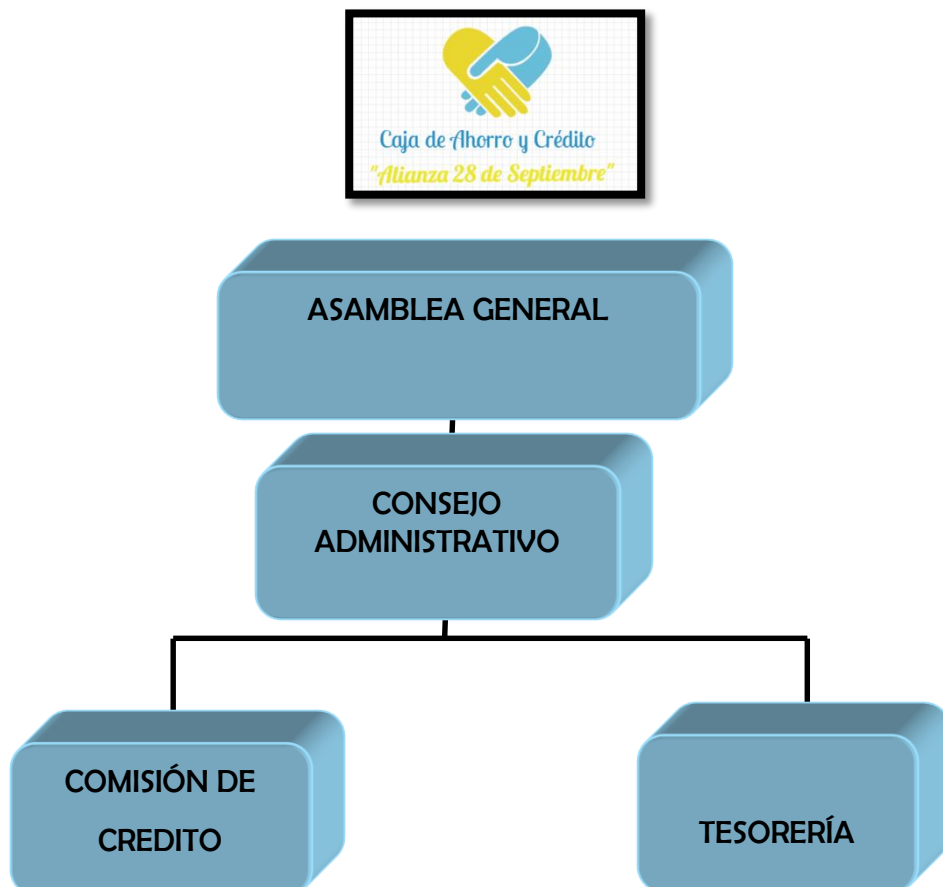 Caja de Ahorro y Crédito
"Alianza 28 de Septiembre"
ASAMBLEA GENERAL
CONSEJO
ADMINISTRATIVO
COMISIÓN DE
CREDITO
TESORERÍA